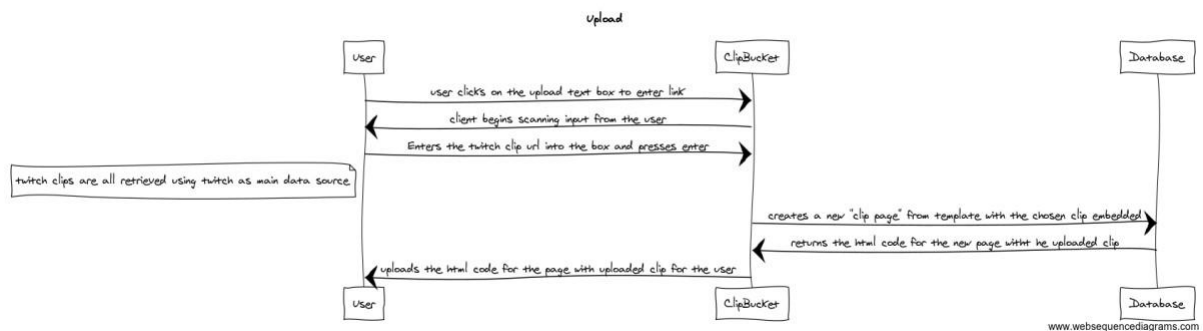 Upload
User
ClipBucket
Database
user clicks on the upload text box to enter link
client begins scanning input from the user
Enters the twitch clip url into the box and presses enter
twitch clips are all retrieved using twitch as main data source
creates a new "clip page" from template with the chosen clip embedded
returns the html code for the new page witht he uploaded clip
uploads the html code for the page with uploaded clip for the user
User
ClipBucket
Database
www.websequencediagrams.com